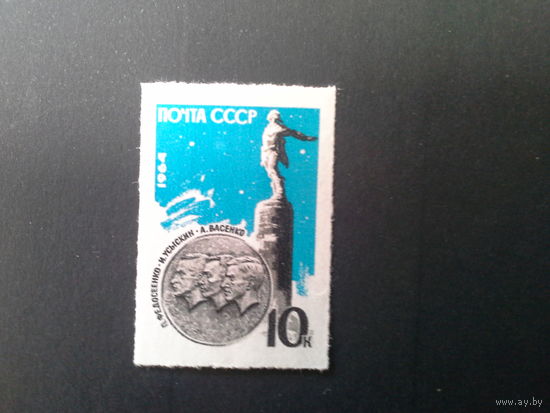 ПОЧТА СССР
1964
П. ФЕДОСЕЕНКО · И. УСЫСКИН · А. ВАСЕНКО
10к
www.ay.by